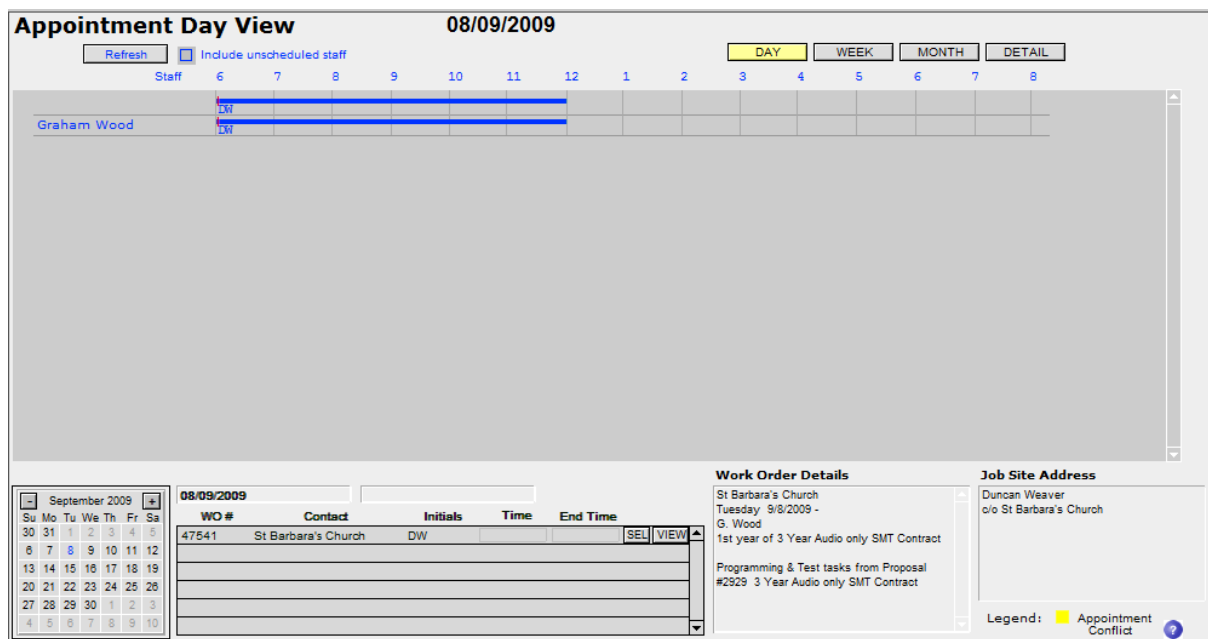 Appointment Day View 08/09/2009
Refresh Include unscheduled staff DAY WEEK MONTH DETAIL
Staff 6 7 8 9 10 11 12 1 2 3 4 5 6 7 8
DW
Graham Wood DW
Work Order Details Job Site Address
- September 2009 +
Su Mo Tu We Th Fr Sa
30 31 1 2 3 4 5
6 7 8 9 10 11 12
13 14 15 16 17 18 19
20 21 22 23 24 25 26
27 28 29 30 1 2 3
4 5 6 7 8 9 10
08/09/2009
WO # Contact Initials Time End Time
47541 St Barbara's Church DW SEL VIEW
St Barbara's Church
Tuesday 9/8/2009 -
G. Wood
1st year of 3 Year Audio only SMT Contract
Programming & Test tasks from Proposal
#2929 3 Year Audio only SMT Contract
Duncan Weaver
c/o St Barbara's Church
Legend: Appointment
Conflict ?